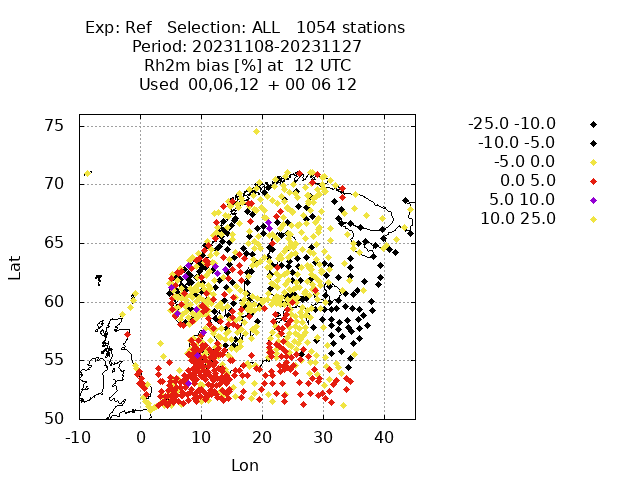 Exp: Ref   Selection: ALL   1054 stations
Period: 20231108-20231127
Rh2m bias [%] at  12 UTC
Used  00,06,12  + 00 06 12
-25.0 -10.0
-10.0 -5.0
-5.0 0.0
0.0 5.0
5.0 10.0
10.0 25.0
75
70
65
60
55
50
Lat
-10 0 10 20 30 40
Lon